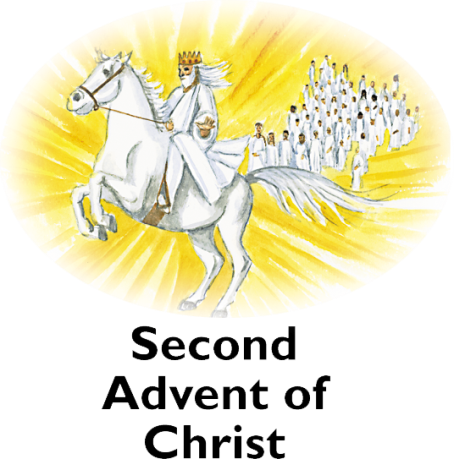 Second
Advent of
Christ